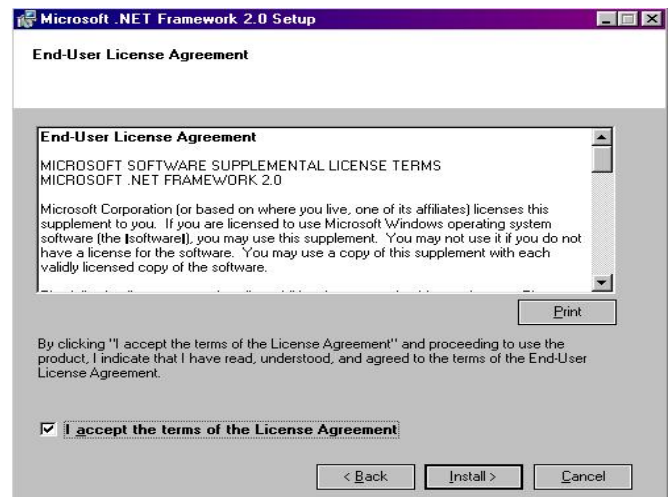 Microsoft .NET Framework 2.0 Setup
End-User License Agreement
End-User License Agreement
MICROSOFT SOFTWARE SUPPLEMENTAL LICENSE TERMS
MICROSOFT .NET FRAMEWORK 2.0
Microsoft Corporation (or based on where you live, one of its affiliates) licenses this
supplement to you. If you are licensed to use Microsoft Windows operating system
software (the IsoftwareI), you may use this supplement. You may not use it if you do not
have a license for the software. You may use a copy of this supplement with each
validly licensed copy of the software.
Print
By clicking "I accept the terms of the License Agreement" and proceeding to use the
product, I indicate that I have read, understood, and agreed to the terms of the End-User
License Agreement.
I accept the terms of the License Agreement
< Back
Install >
Cancel